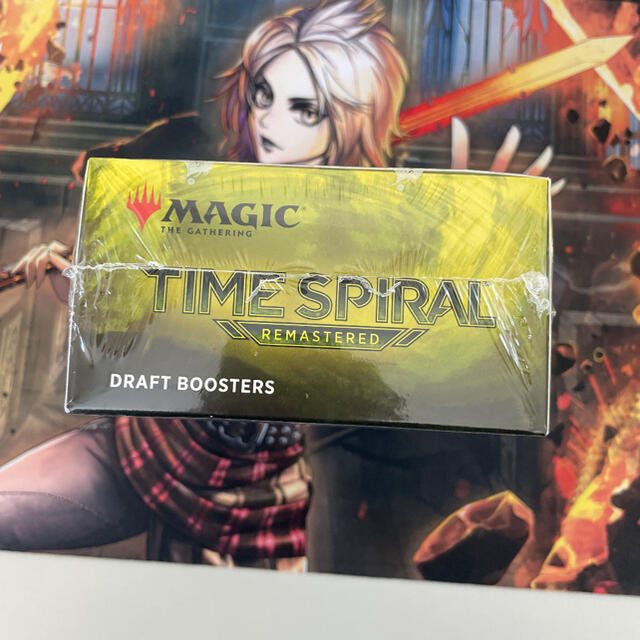 MAGIC
THE GATHERING
TIME SPIRAL
REMASTERED
DRAFT BOOSTERS